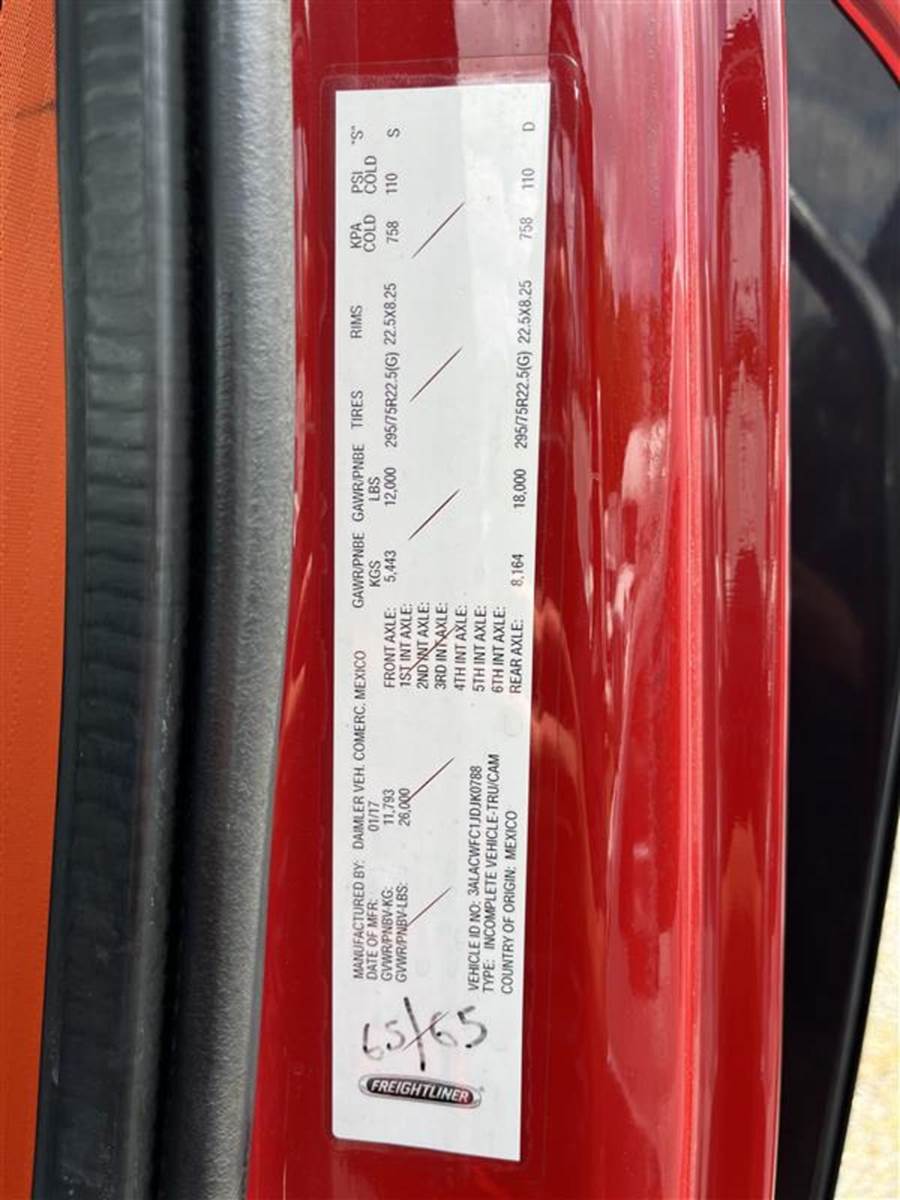 FREIGHTLINER
65/65
MANUFACTURED BY: DAIMLER VEH. COMERC. MEXICO
DATE OF MFR: 01/17
GVWR/PNBV-KG: 11,793
GVWR/PNBV-LBS: 26,000
VEHICLE ID NO: 3ALACWFC1JDJK0788
TYPE: INCOMPLETE VEHICLE-TRU/CAM
COUNTRY OF ORIGIN: MEXICO
GAWR/PNBE GAWR/PNBE TIRES RIMS KPA PSI "S"
KGS LBS COLD COLD
FRONT AXLE: 5,443 12,000 295/75R22.5(G) 22.5X8.25 758 110 S
1ST INT AXLE:
2ND INT AXLE:
3RD INT AXLE:
4TH INT AXLE:
5TH INT AXLE:
6TH INT AXLE:
REAR AXLE: 8,164 18,000 295/75R22.5(G) 22.5X8.25 758 110 D